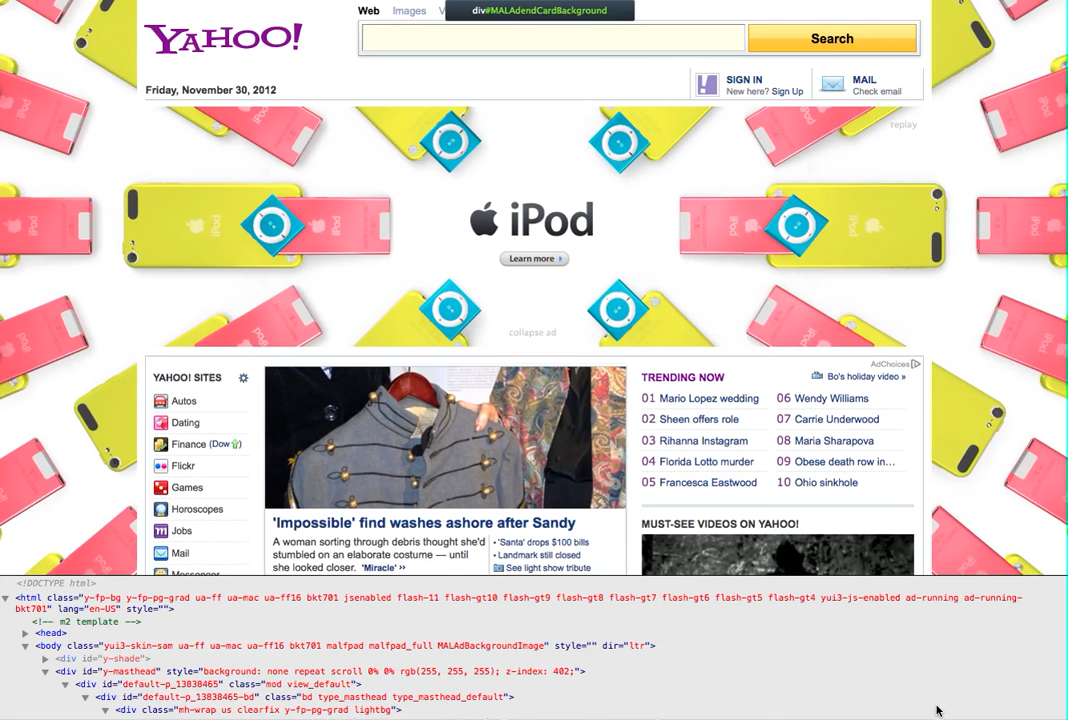 Web Images
div#MALAdendCardBackground
YAHOO!
Search
Friday, November 30, 2012
SIGN IN
New here? Sign Up
MAIL
Check email
replay
iPod
Learn more
collapse ad
AdChoices
YAHOO! SITES
Autos
Dating
Finance (Dow)
Flickr
Games
Horoscopes
Jobs
Mail
Messenger
'Impossible' find washes ashore after Sandy
A woman sorting through debris thought she'd
stumbled on an elaborate costume — until
she looked closer. 'Miracle' ››
• 'Santa' drops $100 bills
• Landmark still closed
See light show tribute
TRENDING NOW
Bo's holiday video »
01 Mario Lopez wedding
02 Sheen offers role
03 Rihanna Instagram
04 Florida Lotto murder
05 Francesca Eastwood
06 Wendy Williams
07 Carrie Underwood
08 Maria Sharapova
09 Obese death row in...
10 Ohio sinkhole
MUST-SEE VIDEOS ON YAHOO!
<!DOCTYPE html>
<html class="y-fp-bg y-fp-pg-grad ua-ff ua-mac ua-ff16 bkt701 jsenabled flash-11 flash-gt10 flash-gt9 flash-gt8 flash-gt7 flash-gt6 flash-gt5 flash-gt4 yui3-js-enabled ad-running ad-running-
bkt701" lang="en-US" style="">
<!-- m2 template -->
<head>
<body class="yui3-skin-sam ua-ff ua-mac ua-ff16 bkt701 malfpad malfpad_full MALAdBackgroundImage" style="" dir="ltr">
<div id="y-shade">
<div id="y-masthead" style="background: none repeat scroll 0% 0% rgb(255, 255, 255); z-index: 402;">
<div id="default-p_13838465" class="mod view_default">
<div id="default-p_13838465-bd" class="bd type_masthead type_masthead_default">
<div class="mh-wrap us clearfix y-fp-pg-grad lightbg">